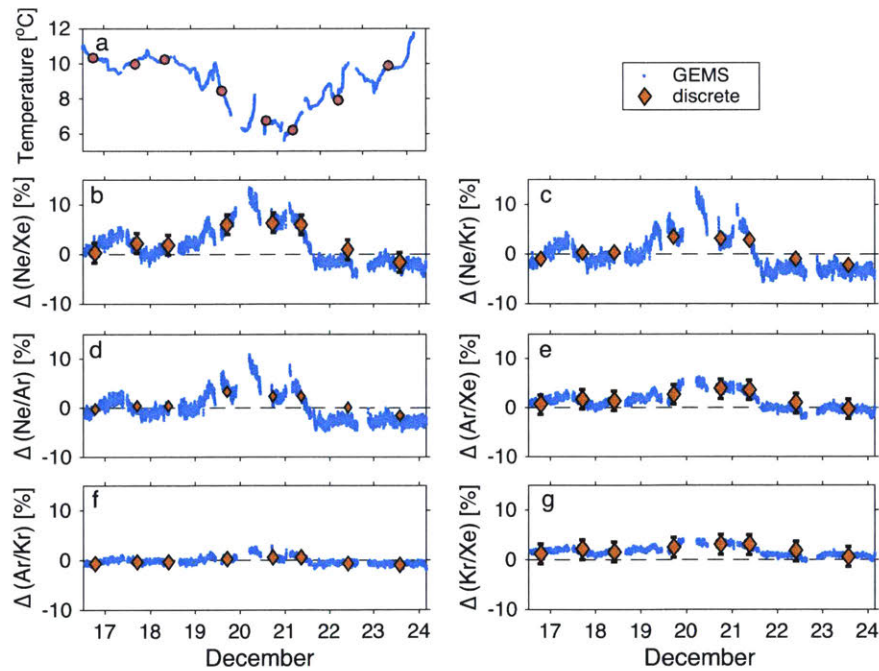 12
10
8
6
Temperature [°C]
a
GEMS
discrete
10
0
-10
Δ (Ne/Xe) [%]
b
10
0
-10
Δ (Ne/Kr) [%]
c
10
0
-10
Δ (Ne/Ar) [%]
d
10
0
-10
Δ (Ar/Xe) [%]
e
10
0
-10
Δ (Ar/Kr) [%]
f
17 18 19 20 21 22 23 24
December
10
0
-10
Δ (Kr/Xe) [%]
g
17 18 19 20 21 22 23 24
December